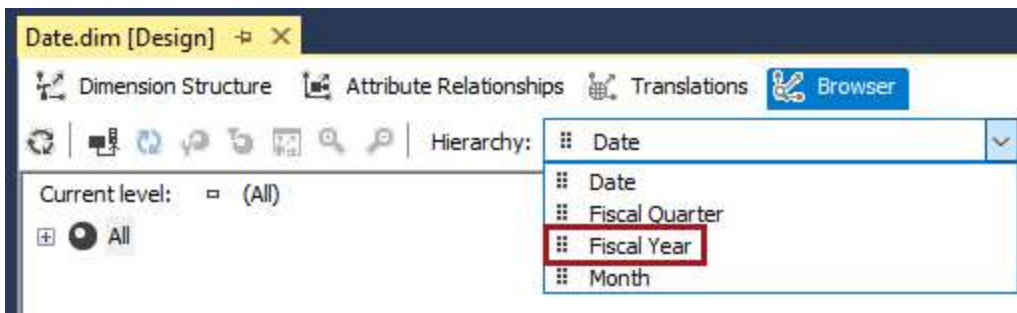 Date.dim [Design]
Dimension Structure Attribute Relationships Translations Browser
Hierarchy: Date
Current level: (All)
All
Date
Fiscal Quarter
Fiscal Year
Month